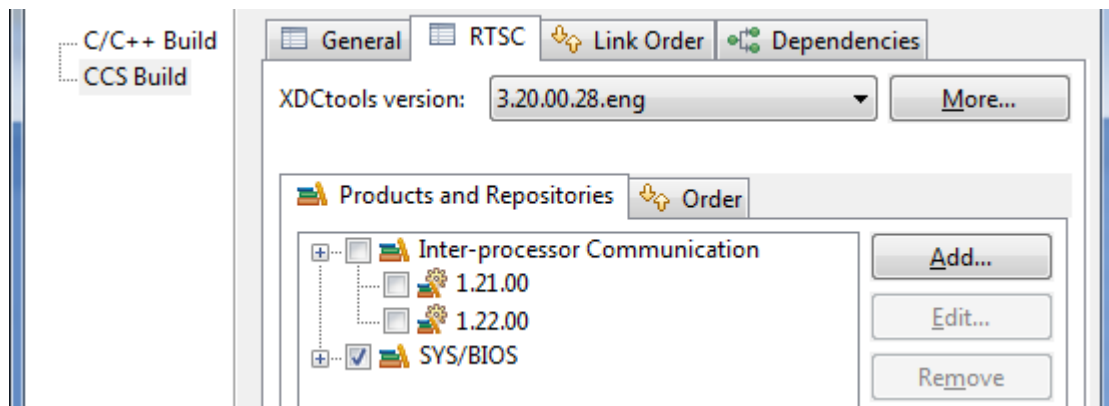 C/C++ Build
CCS Build
General RTSC Link Order Dependencies
XDCtools version: 3.20.00.28.eng More...
Products and Repositories Order
Inter-processor Communication
1.21.00
1.22.00
SYS/BIOS
Add...
Edit...
Remove